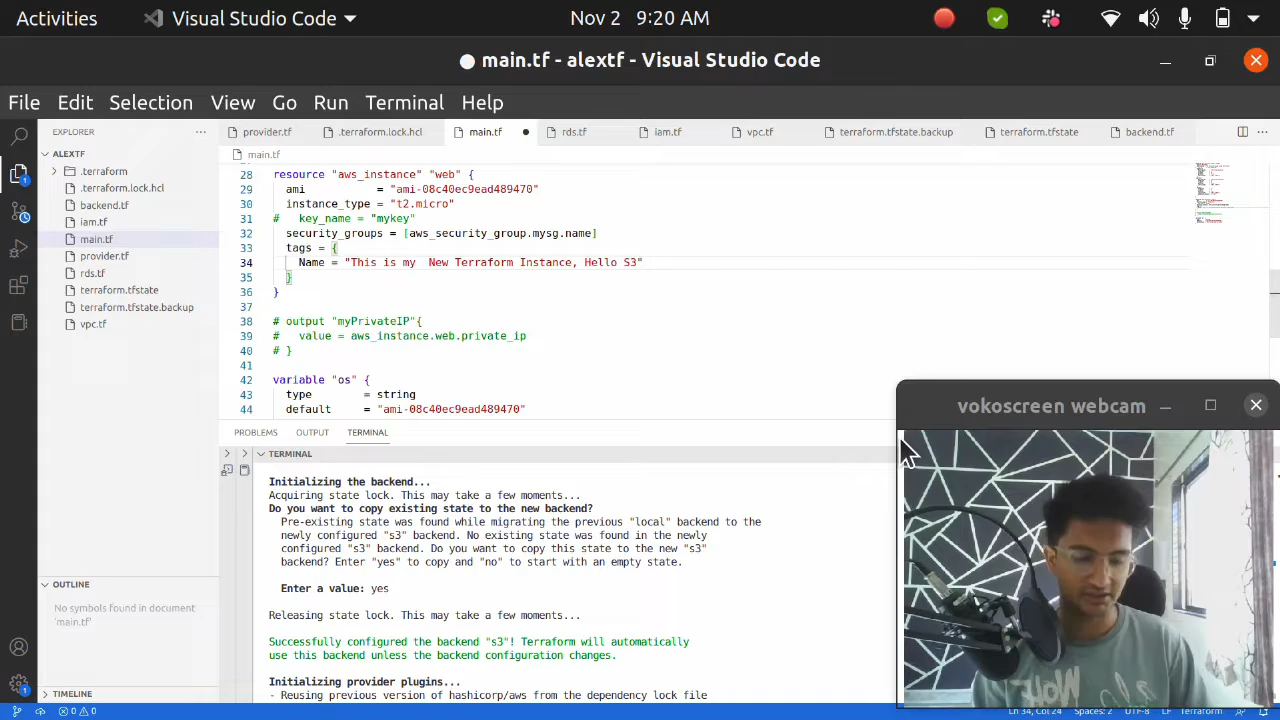 Activities
Visual Studio Code
Nov 2 9:20 AM
main.tf - alextf - Visual Studio Code
File Edit Selection View Go Run Terminal Help
EXPLORER
provider.tf
.terraform.lock.hcl
main.tf
rds.tf
iam.tf
vpc.tf
terraform.tfstate.backup
terraform.tfstate
backend.tf
ALEXTF
.terraform
.terraform.lock.hcl
backend.tf
iam.tf
main.tf
provider.tf
rds.tf
terraform.tfstate
terraform.tfstate.backup
vpc.tf
OUTLINE
No symbols found in document
'main.tf'
TIMELINE
main.tf
28 resource "aws_instance" "web" {
29 ami = "ami-08c40ec9ead489470"
30 instance_type = "t2.micro"
31 # key_name = "mykey"
32 security_groups = [aws_security_group.mysg.name]
33 tags = {
34 Name = "This is my  New Terraform Instance, Hello S3"
35 }
36 }
37
38 # output "myPrivateIP"{
39 # value = aws_instance.web.private_ip
40 # }
41
42 variable "os" {
43 type = string
44 default = "ami-08c40ec9ead489470"
PROBLEMS OUTPUT TERMINAL
TERMINAL
Initializing the backend...
Acquiring state lock. This may take a few moments...
Do you want to copy existing state to the new backend?
Pre-existing state was found while migrating the previous "local" backend to the
newly configured "s3" backend. No existing state was found in the newly
configured "s3" backend. Do you want to copy this state to the new "s3"
backend? Enter "yes" to copy and "no" to start with an empty state.
Enter a value: yes
Releasing state lock. This may take a few moments...
Successfully configured the backend "s3"! Terraform will automatically
use this backend unless the backend configuration changes.
Initializing provider plugins...
- Reusing previous version of hashicorp/aws from the dependency lock file
vokoscreen webcam
0 0
Ln 34, Col 24 Spaces: 2 UTF-8 LF Terraform